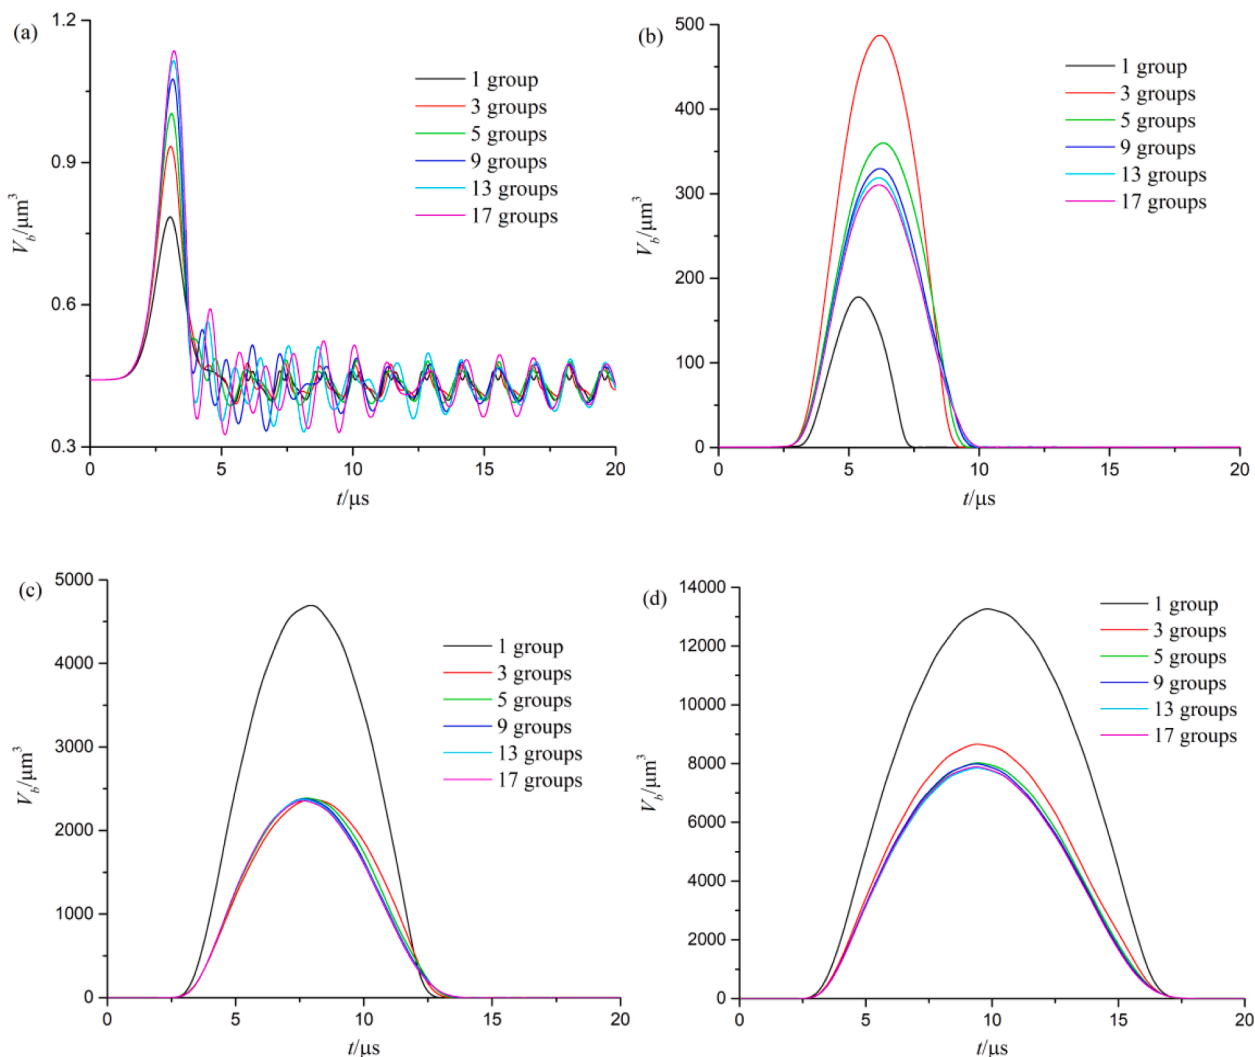 (a)
1.2
0.9
0.6
0.3
V_b/μm³
0 5 10 15 20
t/μs
1 group
3 groups
5 groups
9 groups
13 groups
17 groups
(b)
500
400
300
200
100
0
V_b/μm³
0 5 10 15 20
t/μs
1 group
3 groups
5 groups
9 groups
13 groups
17 groups
(c)
5000
4000
3000
2000
1000
0
V_b/μm³
0 5 10 15 20
t/μs
1 group
3 groups
5 groups
9 groups
13 groups
17 groups
(d)
14000
12000
10000
8000
6000
4000
2000
0
V_b/μm³
0 5 10 15 20
t/μs
1 group
3 groups
5 groups
9 groups
13 groups
17 groups